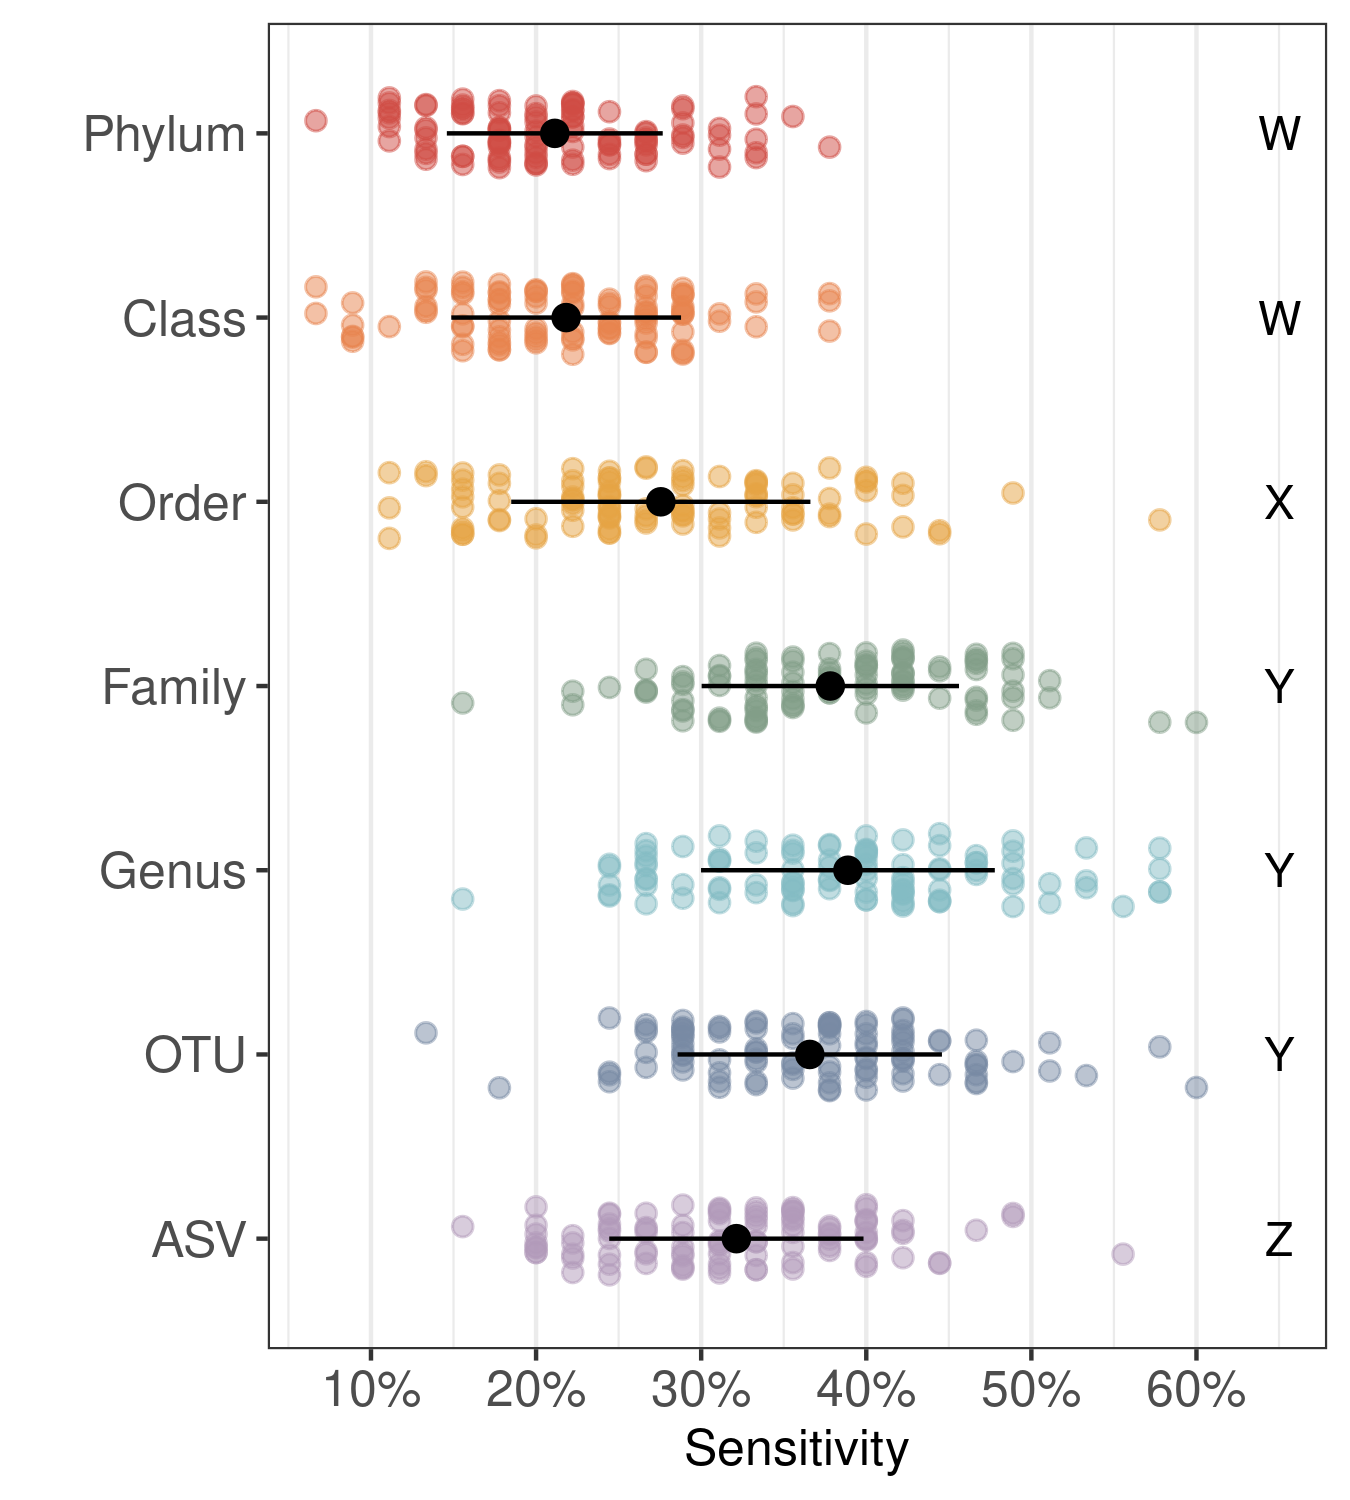 Phylum W
Class W
Order X
Family Y
Genus Y
OTU Y
ASV Z
10% 20% 30% 40% 50% 60%
Sensitivity